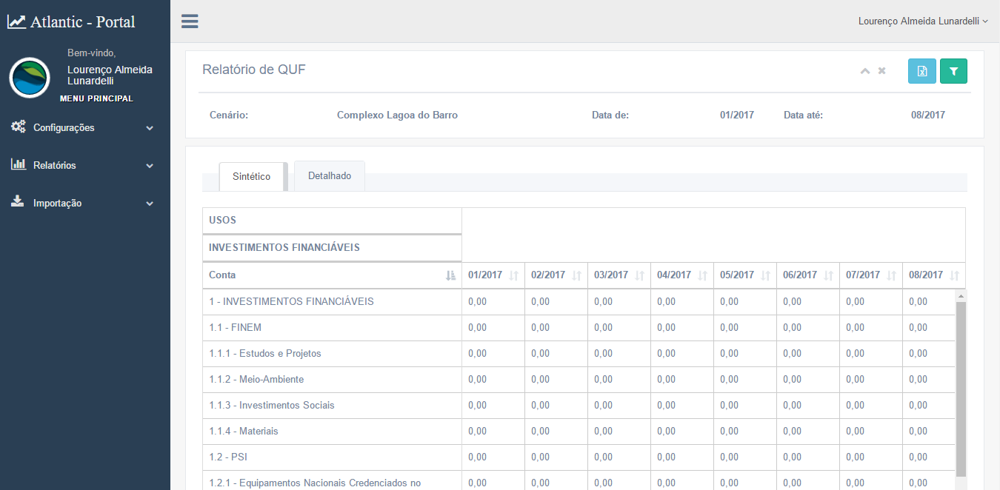 Atlantic - Portal
Lourenço Almeida Lunardelli
Bem-vindo,
Lourenço Almeida
Lunardelli
MENU PRINCIPAL
Configurações
Relatórios
Importação
Relatório de QUF
Cenário: Complexo Lagoa do Barro Data de: 01/2017 Data até: 08/2017
Sintético Detalhado
USOS
INVESTIMENTOS FINANCIÁVEIS
Conta 01/2017 02/2017 03/2017 04/2017 05/2017 06/2017 07/2017 08/2017
1 - INVESTIMENTOS FINANCIÁVEIS 0,00 0,00 0,00 0,00 0,00 0,00 0,00 0,00
1.1 - FINEM 0,00 0,00 0,00 0,00 0,00 0,00 0,00 0,00
1.1.1 - Estudos e Projetos 0,00 0,00 0,00 0,00 0,00 0,00 0,00 0,00
1.1.2 - Meio-Ambiente 0,00 0,00 0,00 0,00 0,00 0,00 0,00 0,00
1.1.3 - Investimentos Sociais 0,00 0,00 0,00 0,00 0,00 0,00 0,00 0,00
1.1.4 - Materiais 0,00 0,00 0,00 0,00 0,00 0,00 0,00 0,00
1.2 - PSI 0,00 0,00 0,00 0,00 0,00 0,00 0,00 0,00
1.2.1 - Equipamentos Nacionais Credenciados no 0,00 0,00 0,00 0,00 0,00 0,00 0,00 0,00